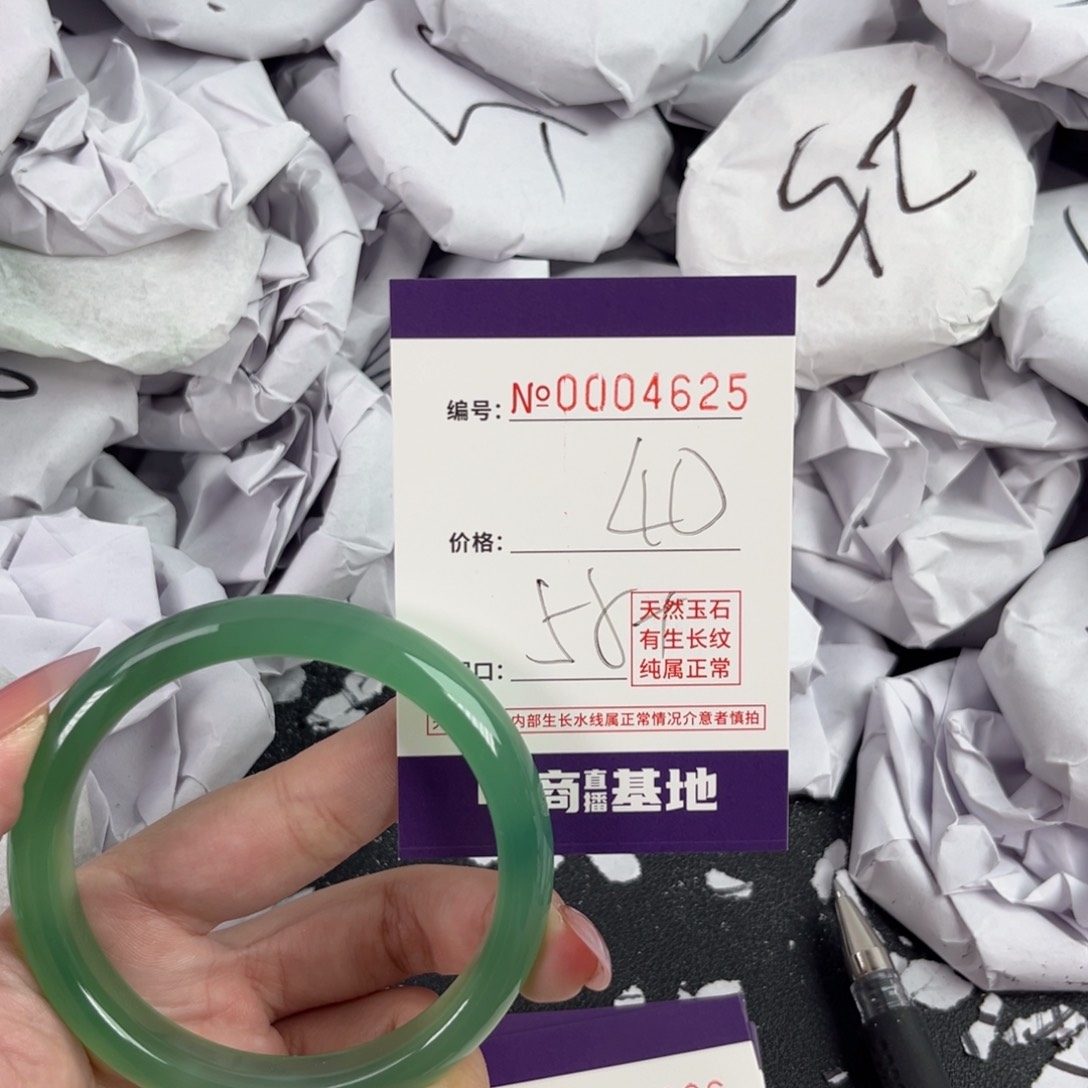 编号: №0004625
价格: 40
口: 58+
天然玉石
有生长纹
纯属正常
内部生长水线属正常情况介意者慎拍
商直播基地